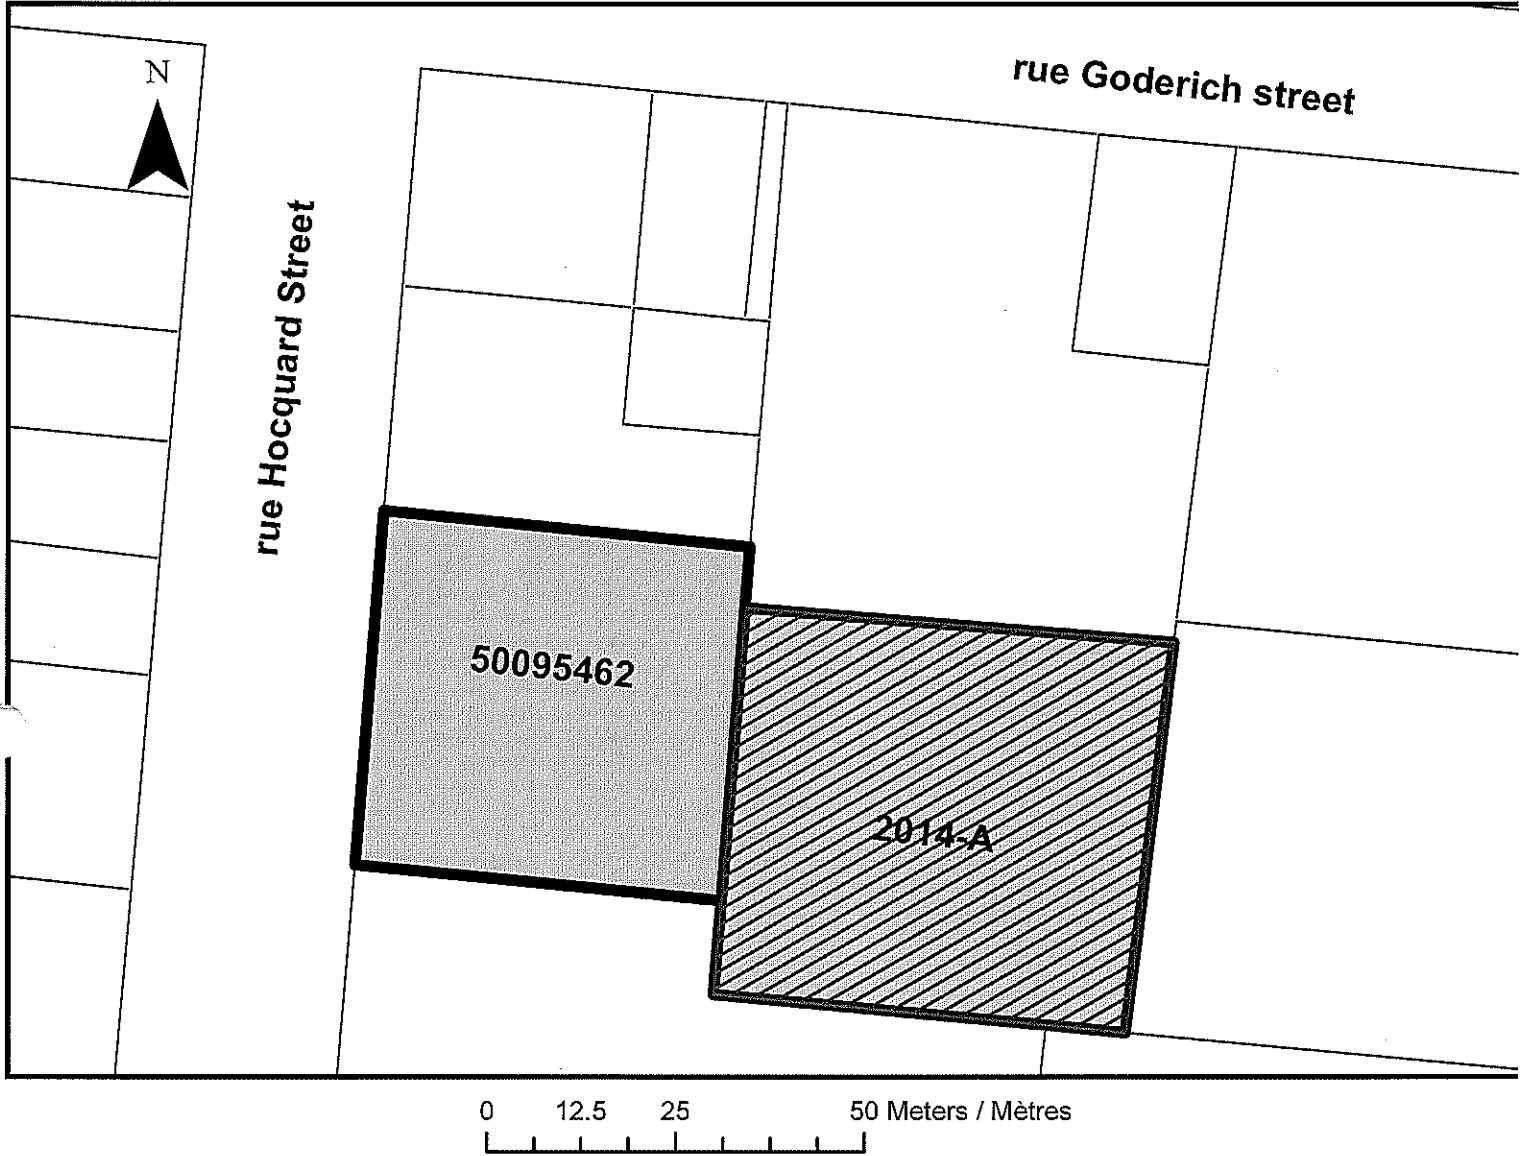 rue Goderich street
N
rue Hocquard Street
50095462
2014-A
0 12.5 25 50 Meters / Mètres